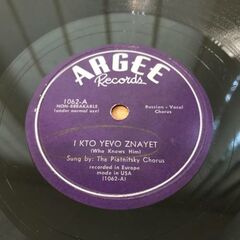 ARGEE
Records
1062-A
NON-BREAKABLE
(under normal use)
Russian - Vocal
Chorus
I KTO YEVO ZNAYET
(Who Knows Him)
Sung by: The Piatnitsky Chorus
recorded in Europe
made in USA
(1062-A)